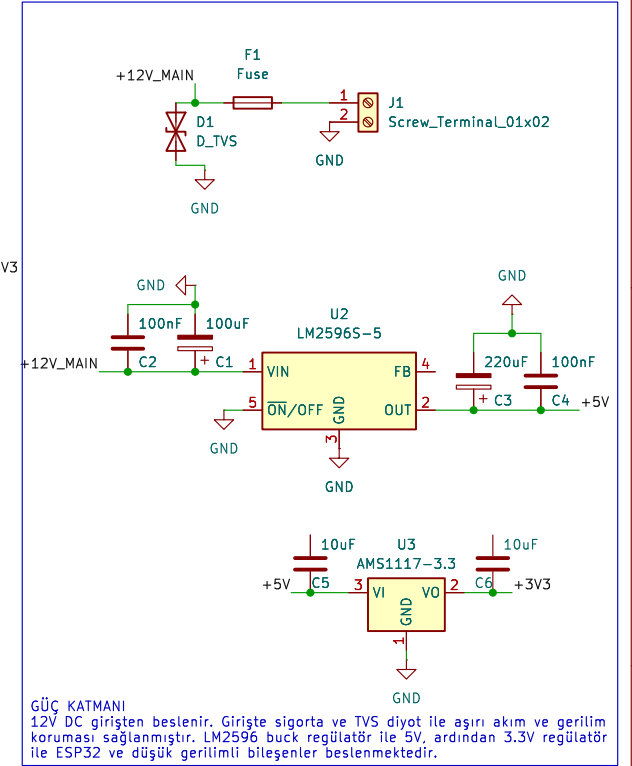 F1
Fuse
+12V_MAIN
1
J1
2
Screw_Terminal_01x02
D1
D_TVS
GND
GND
V3
GND
GND
100nF
100uF
U2
LM2596S-5
+12V_MAIN
C2
+
C1
220uF
100nF
1
VIN
FB
4
+
C3
C4
+5V
5
ON/OFF
GND
OUT
2
3
GND
GND
10uF
U3
10uF
AMS1117-3.3
+5V
C5
3
VI
VO
2
C6
+3V3
GND
1
GND
GÜÇ KATMANI
12V DC girişten beslenir. Girişte sigorta ve TVS diyot ile aşırı akım ve gerilim
koruması sağlanmıştır. LM2596 buck regülatör ile 5V, ardından 3.3V regülatör
ile ESP32 ve düşük gerilimli bileşenler beslenmektedir.